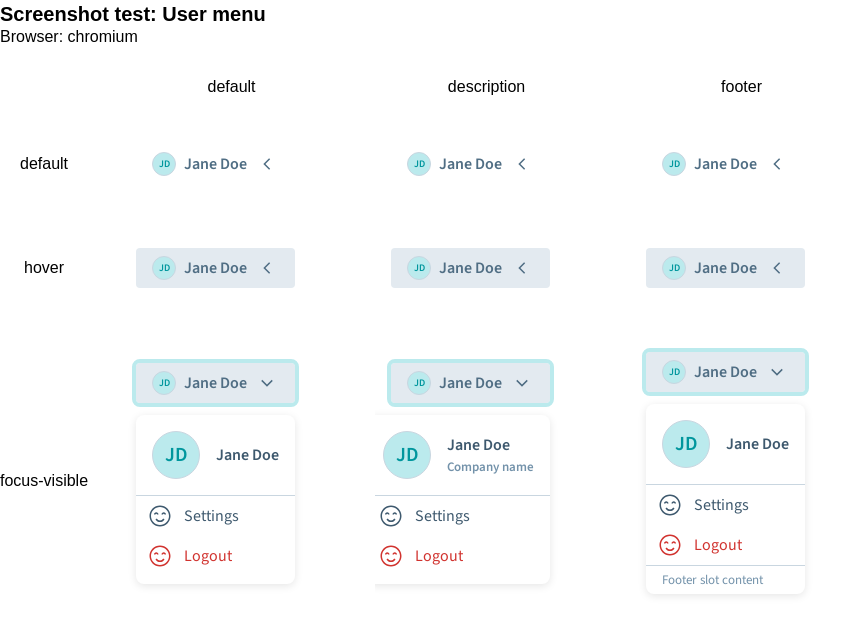 Screenshot test: User menu
Browser: chromium
default description footer
default JD Jane Doe JD Jane Doe JD Jane Doe
hover JD Jane Doe JD Jane Doe JD Jane Doe
focus-visible
JD Jane Doe
JD Jane Doe
Settings
Logout
JD Jane Doe
JD Jane Doe
Company name
Settings
Logout
JD Jane Doe
JD Jane Doe
Settings
Logout
Footer slot content